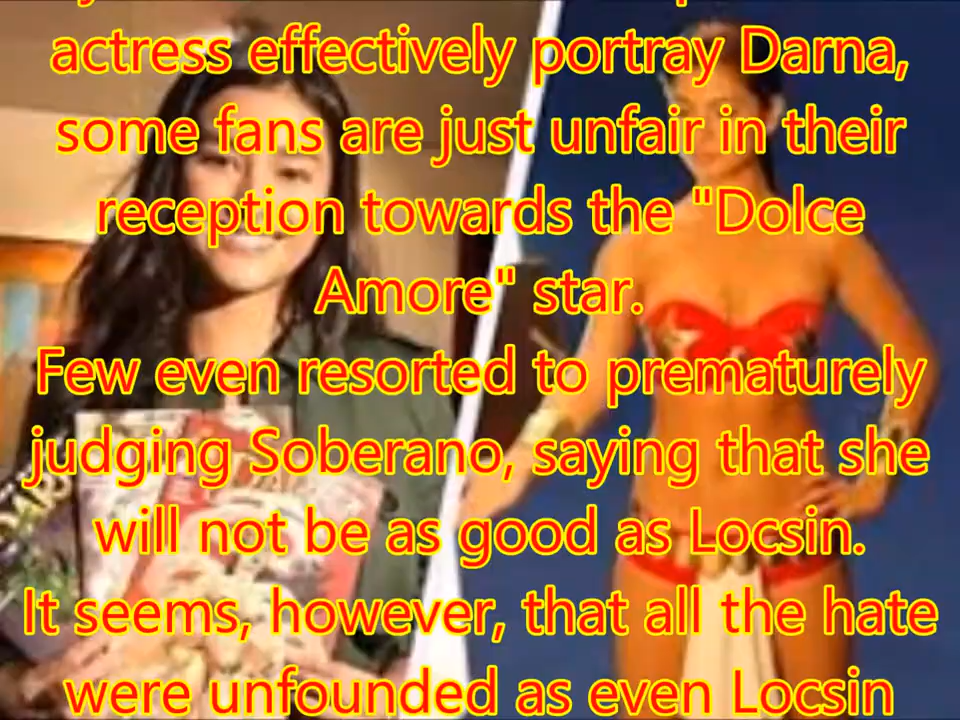 actress effectively portray Darna,
some fans are just unfair in their
reception towards the "Dolce
Amore" star.
Few even resorted to prematurely
judging Soberano, saying that she
will not be as good as Locsin.
It seems, however, that all the hate
were unfounded as even Locsin